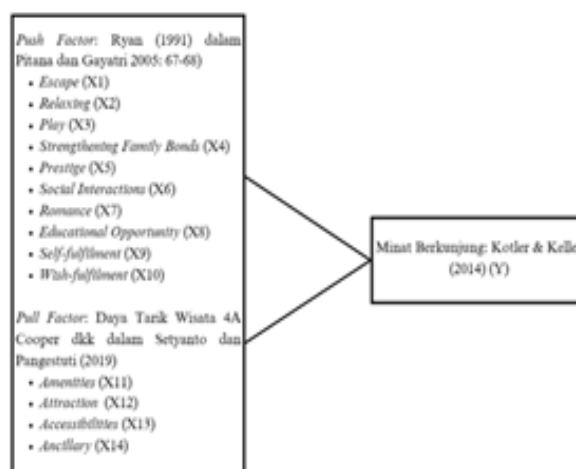 Push Factor: Ryan (1991) dalam
Pitana dan Gayatri 2005: 67-68)
• Escape (X1)
• Relaxing (X2)
• Play (X3)
• Strengthening Family Bonds (X4)
• Prestige (X5)
• Social Interactions (X6)
• Romance (X7)
• Educational Opportunity (X8)
• Self-fulfilment (X9)
• Wish-fulfilment (X10)
Pull Factor: Daya Tarik Wisata 4A
Cooper dkk dalam Setyanto dan
Pangestuti (2019)
• Amenities (X11)
• Attraction (X12)
• Accessibilities (X13)
• Ancillary (X14)
Minat Berkunjung: Kotler & Kelle
(2014) (Y)